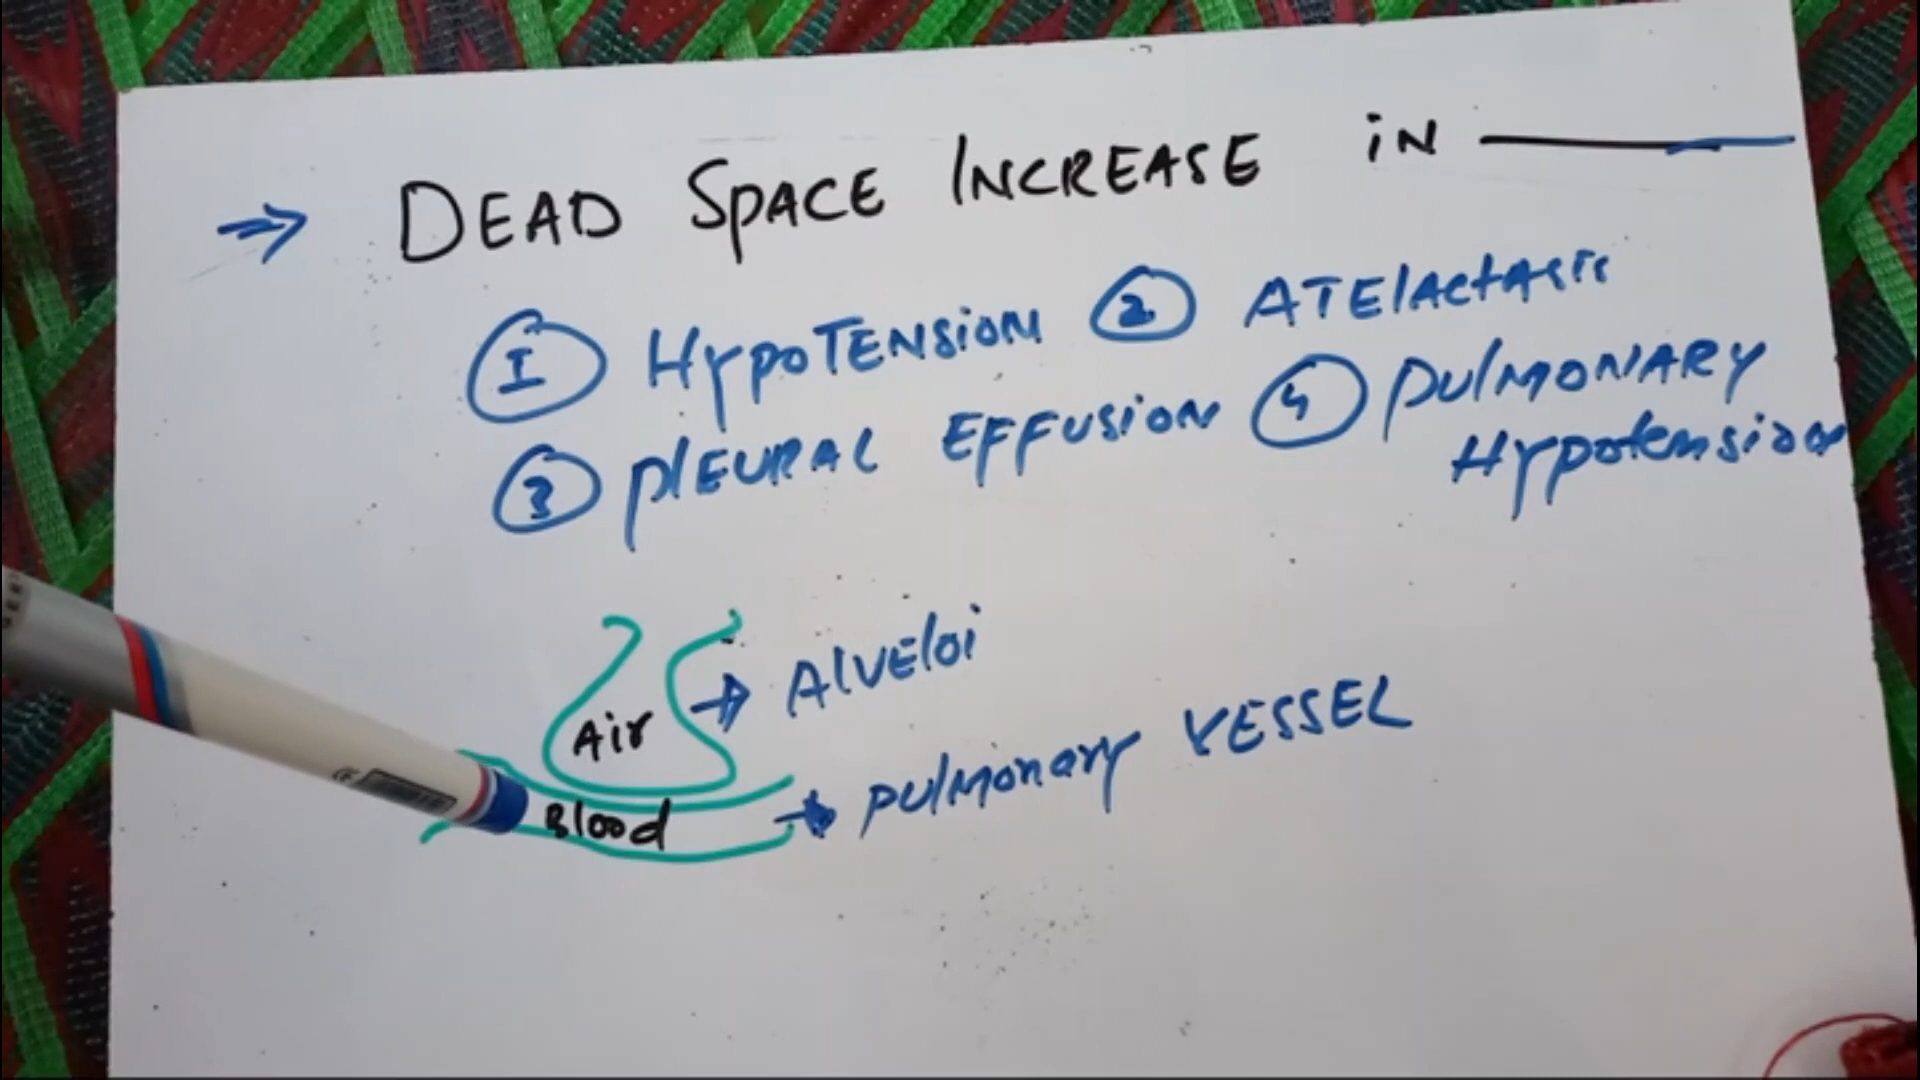 DEAD SPACE INCREASE iN
① HYPOTENSiON ② ATElActAsis
③ plEURAL EFFUSiON ④ pulMONARY
Hypotension
Air → AlVEloi
Blood → pulmonary VESSEL